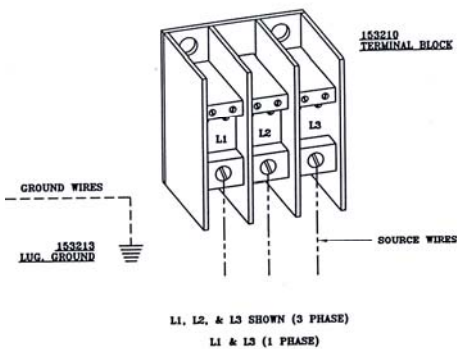 153210
TERMINAL BLOCK
L1
L2
L3
GROUND WIRES
153213
LUG, GROUND
SOURCE WIRES
L1, L2, & L3 SHOWN (3 PHASE)
L1 & L3 (1 PHASE)